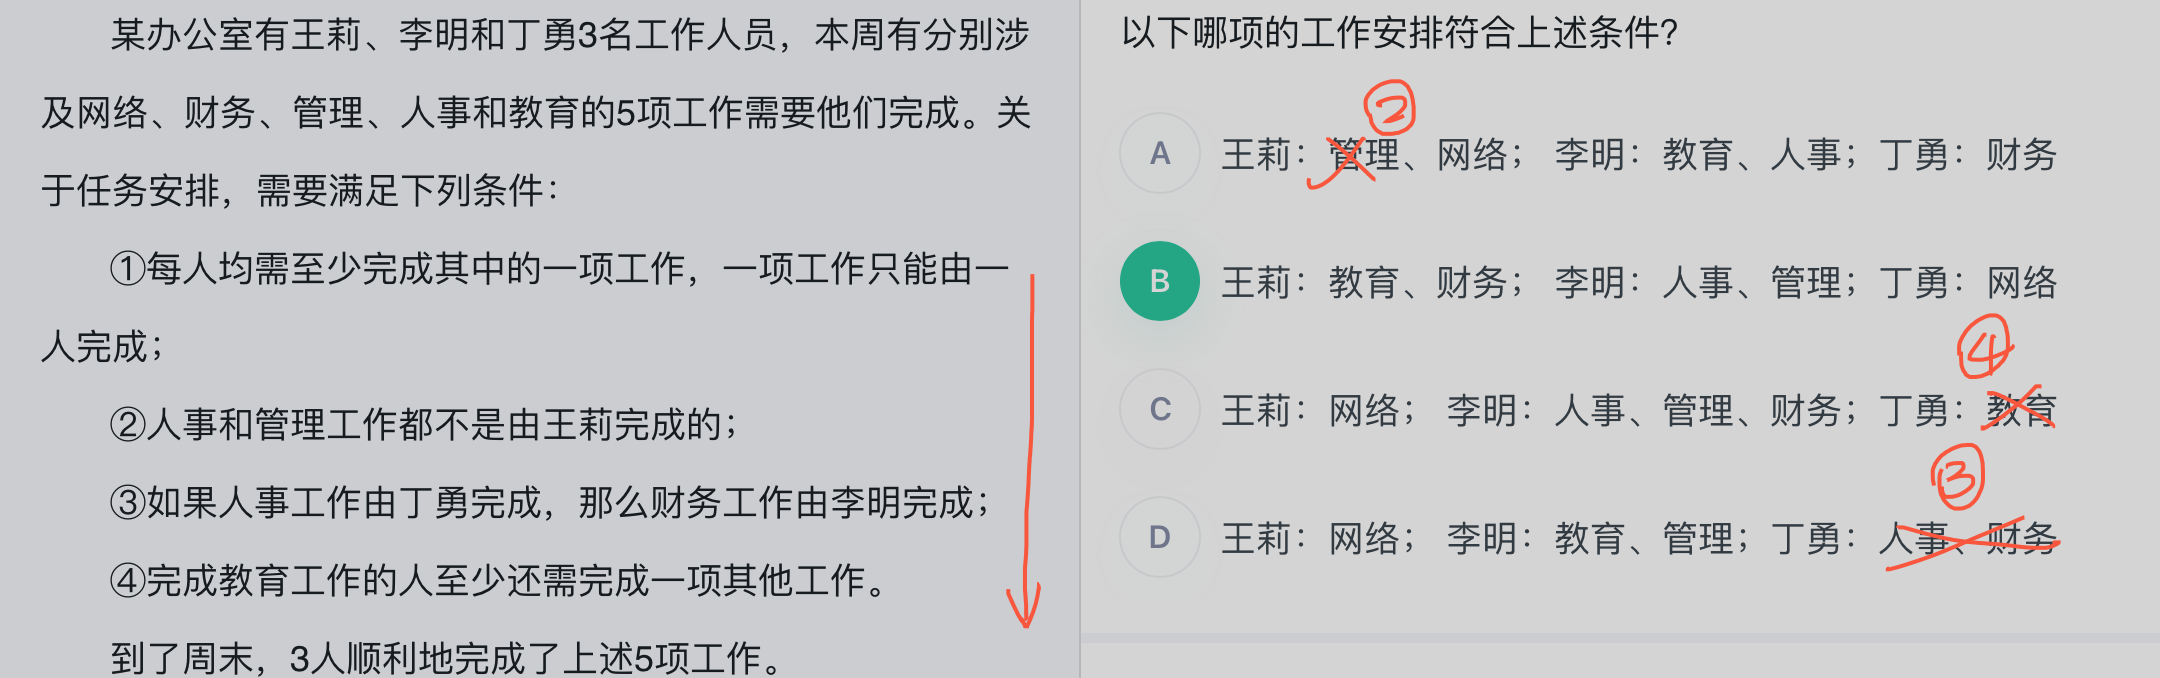 某办公室有王莉、李明和丁勇3名工作人员，本周有分别涉
及网络、财务、管理、人事和教育的5项工作需要他们完成。关
于任务安排，需要满足下列条件：
①每人均需至少完成其中的一项工作，一项工作只能由一
人完成；
②人事和管理工作都不是由王莉完成的；
③如果人事工作由丁勇完成，那么财务工作由李明完成；
④完成教育工作的人至少还需完成一项其他工作。
到了周末，3人顺利地完成了上述5项工作。
以下哪项的工作安排符合上述条件?
②
A 王莉：管理、网络； 李明：教育、人事；丁勇：财务
B 王莉：教育、财务； 李明：人事、管理；丁勇：网络
④
C 王莉：网络； 李明：人事、管理、财务；丁勇：教育
③
D 王莉：网络； 李明：教育、管理；丁勇：人事、财务